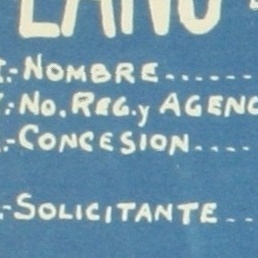 LANO
.-NOMBRE......
.-No. REG.y AGENC
.-CONCESION....
.-SOLICITANTE...